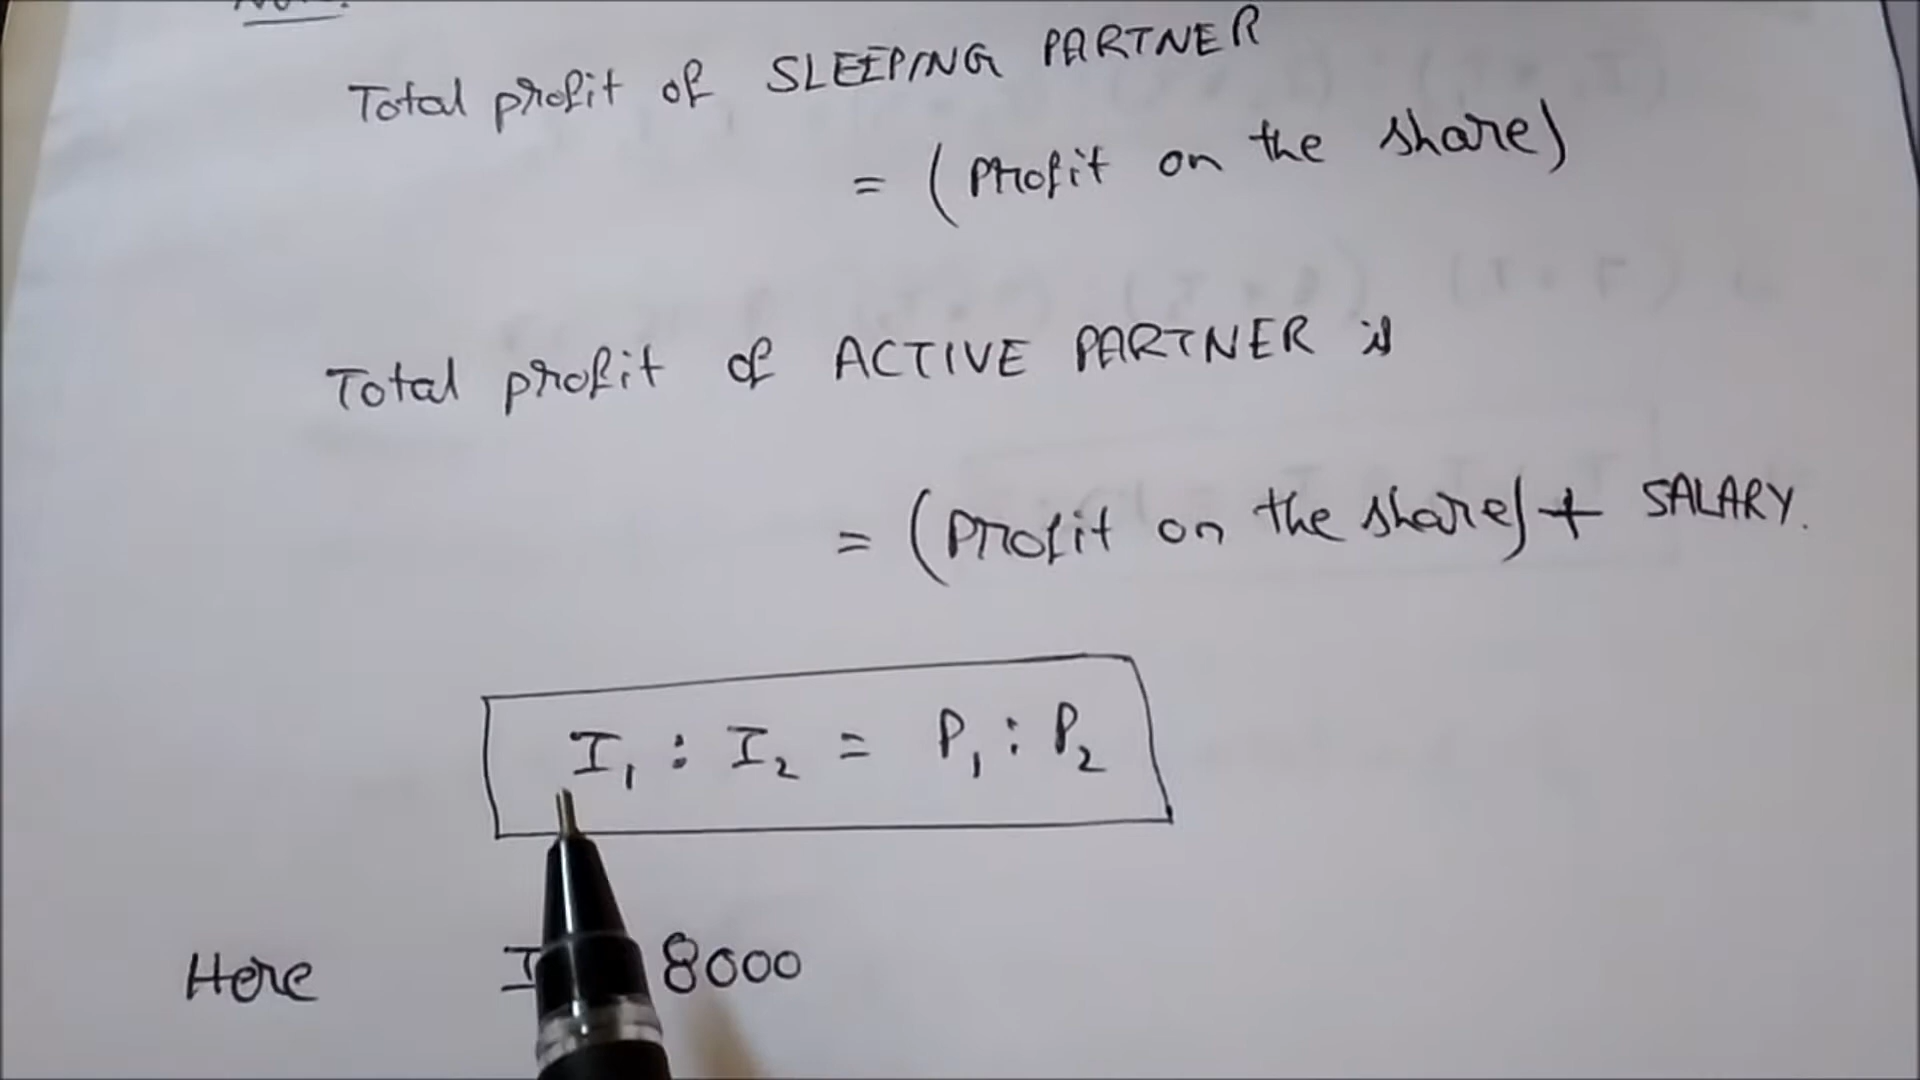 Total profit of SLEEPING PARTNER
= (Profit on the share)
Total profit of ACTIVE PARTNER is
= (Profit on the share) + SALARY.
I₁ : I₂ = P₁ : P₂
Here I 8000